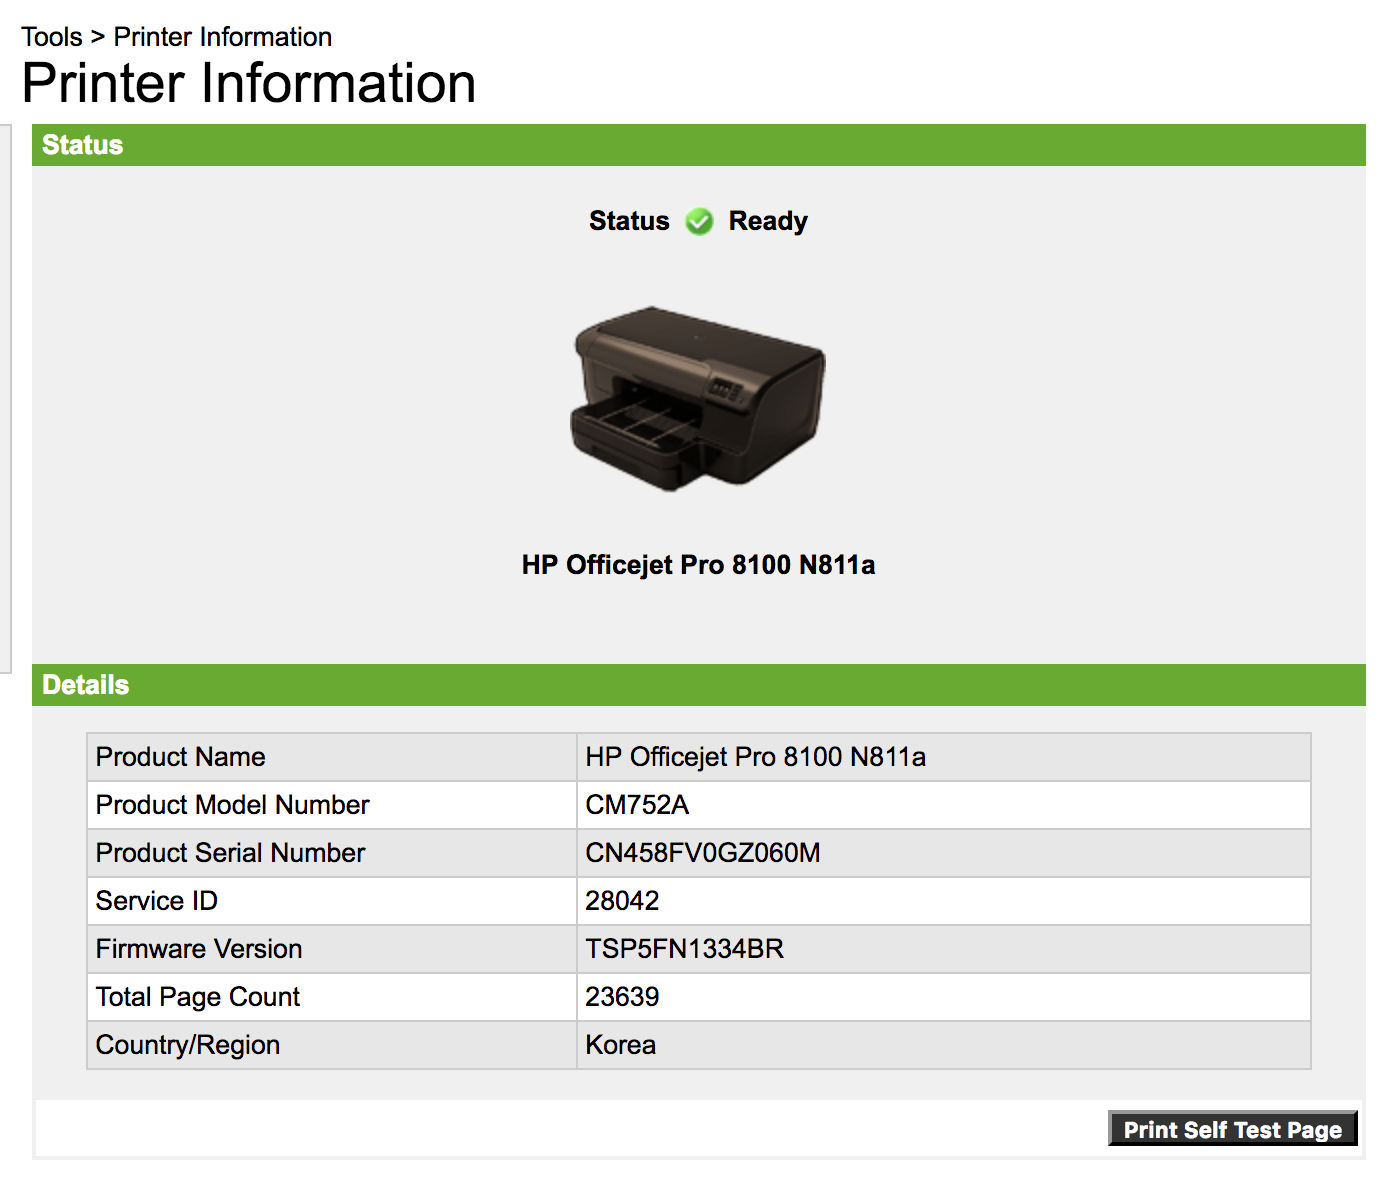 Tools > Printer Information
Printer Information
Status
Status Ready
HP Officejet Pro 8100 N811a
Details
Product Name HP Officejet Pro 8100 N811a
Product Model Number CM752A
Product Serial Number CN458FV0GZ060M
Service ID 28042
Firmware Version TSP5FN1334BR
Total Page Count 23639
Country/Region Korea
Print Self Test Page